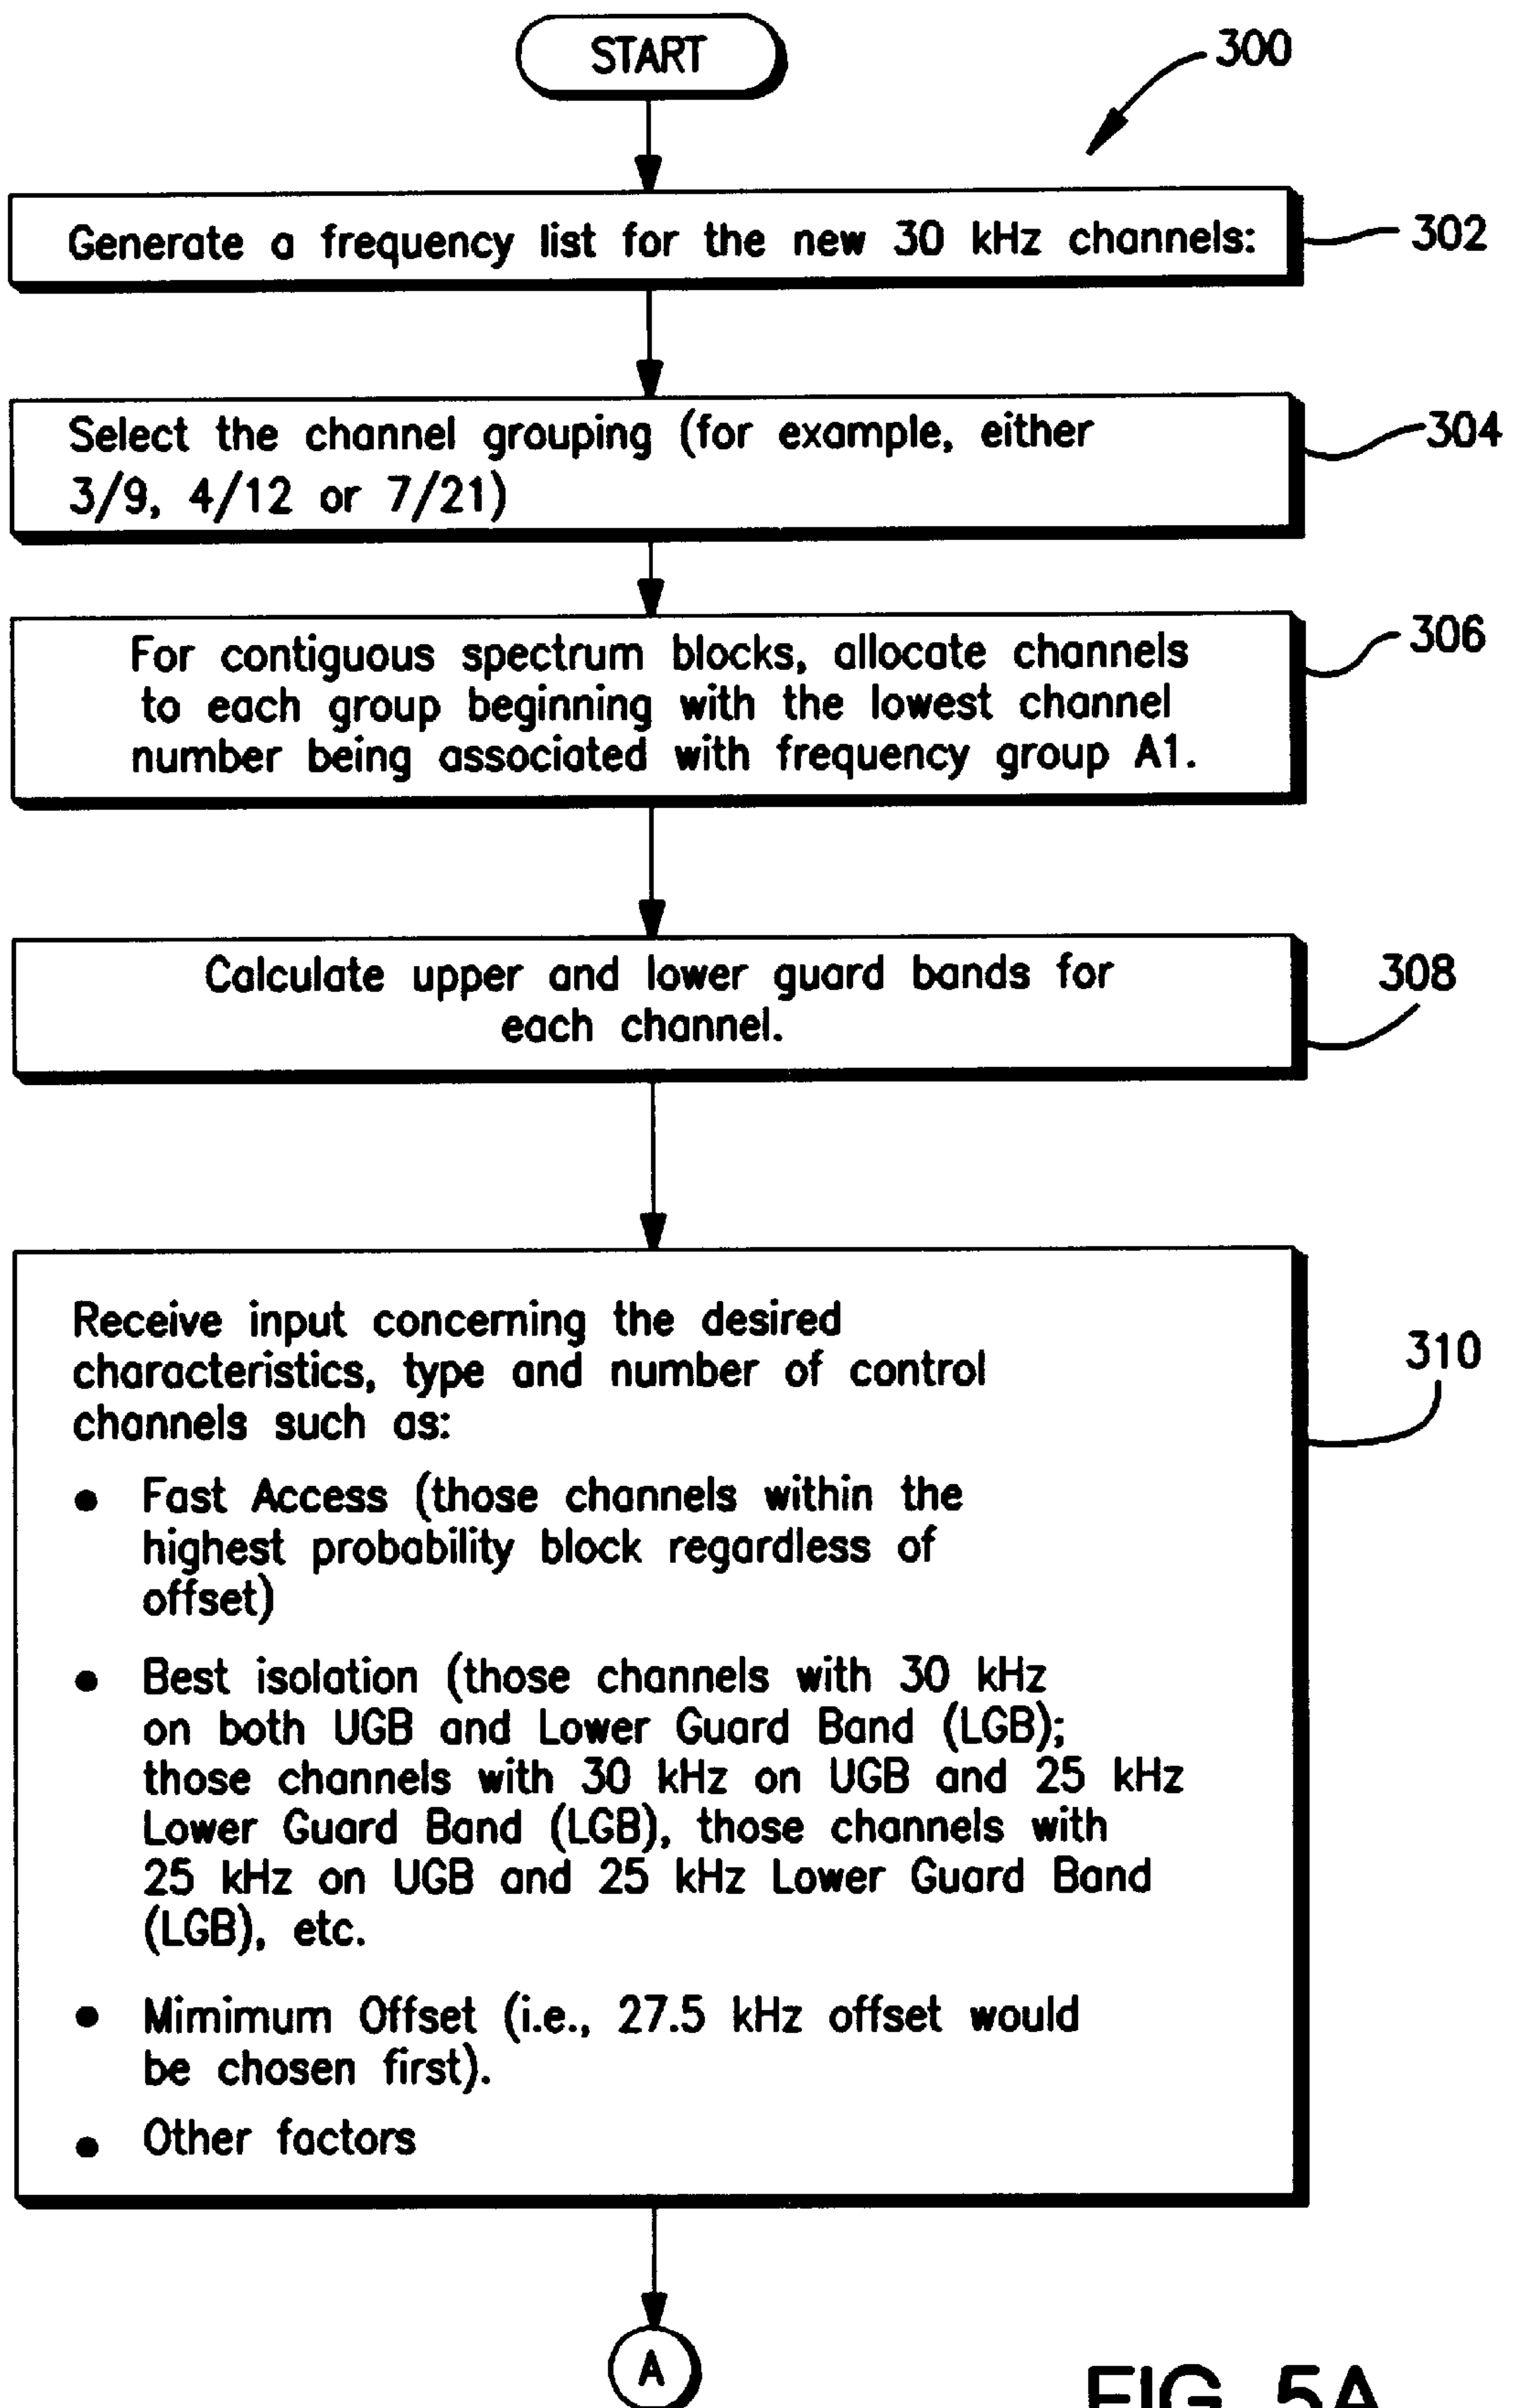 START
300
Generate a frequency list for the new 30 kHz channels:
302
Select the channel grouping (for example, either
3/9, 4/12 or 7/21)
304
For contiguous spectrum blocks, allocate channels
to each group beginning with the lowest channel
number being associated with frequency group A1.
306
Calculate upper and lower guard bands for
each channel.
308
Receive input concerning the desired
characteristics, type and number of control
channels such as:
310
• Fast Access (those channels within the
highest probability block regardless of
offset)
• Best isolation (those channels with 30 kHz
on both UGB and Lower Guard Band (LGB);
those channels with 30 kHz on UGB and 25 kHz
Lower Guard Band (LGB), those channels with
25 kHz on UGB and 25 kHz Lower Guard Band
(LGB), etc.
• Mimimum Offset (i.e., 27.5 kHz offset would
be chosen first).
• Other factors
A
FIG. 5A